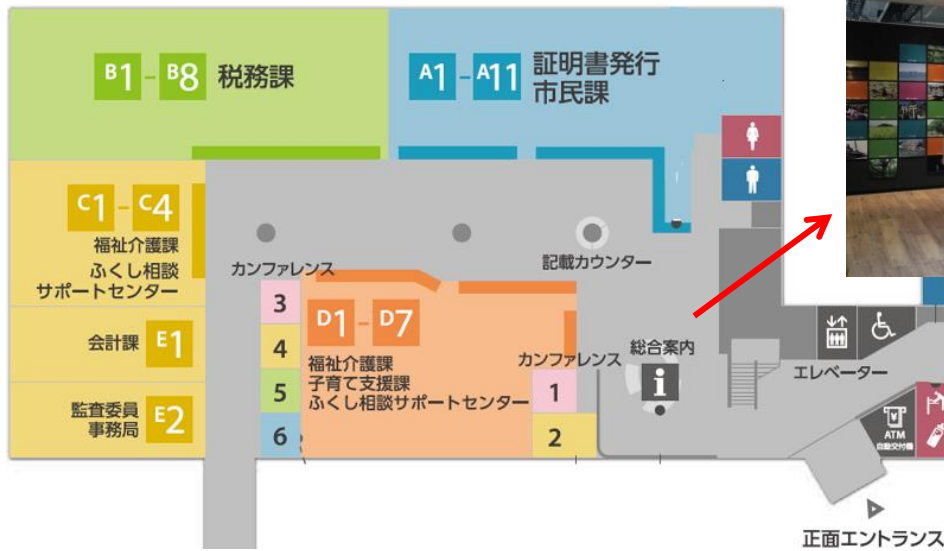 B1 - B8 税務課
A1 - A11 証明書発行
市民課
C1 - C4
福祉介護課
ふくし相談
サポートセンター
会計課 E1
監査委員
事務局 E2
カンファレンス
3
4
5
6
D1 - D7
福祉介護課
子育て支援課
ふくし相談サポートセンター
カンファレンス
1
2
記載カウンター
総合案内
i
エレベーター
ATM
自動交付機
正面エントランス